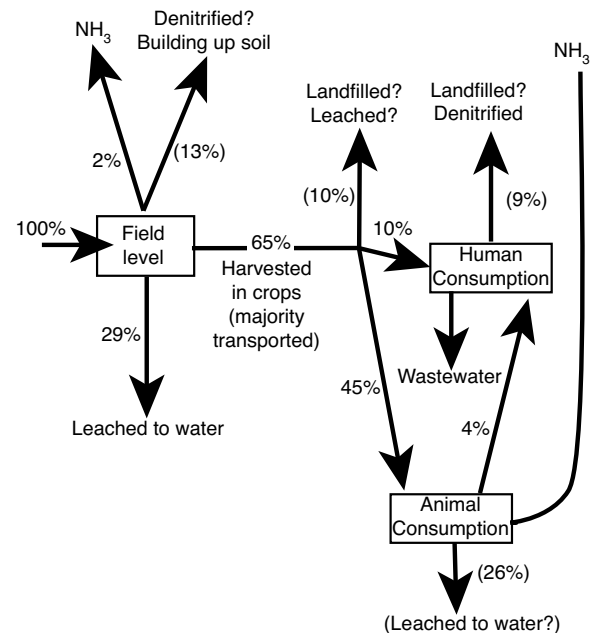 NH3
Denitrified?
Building up soil
NH3
Landfilled?
Leached?
Landfilled?
Denitrified
2%
(13%)
(10%)
(9%)
100%
Field
level
65%
10%
Human
Consumption
Harvested
in crops
(majority
transported)
29%
Wastewater
45%
4%
Leached to water
Animal
Consumption
(26%)
(Leached to water?)